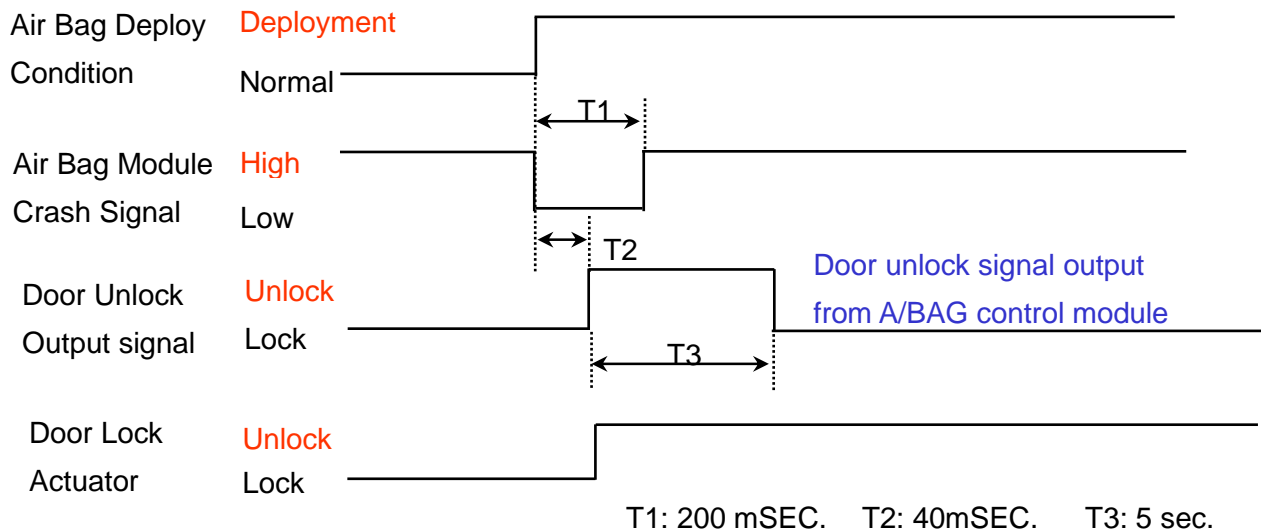 Air Bag Deploy
Condition
Deployment
Normal
T1
Air Bag Module
Crash Signal
High
Low
T2
Door Unlock
Output signal
Unlock
Lock
Door unlock signal output
from A/BAG control module
T3
Door Lock
Actuator
Unlock
Lock
T1: 200 mSEC. T2: 40mSEC. T3: 5 sec.